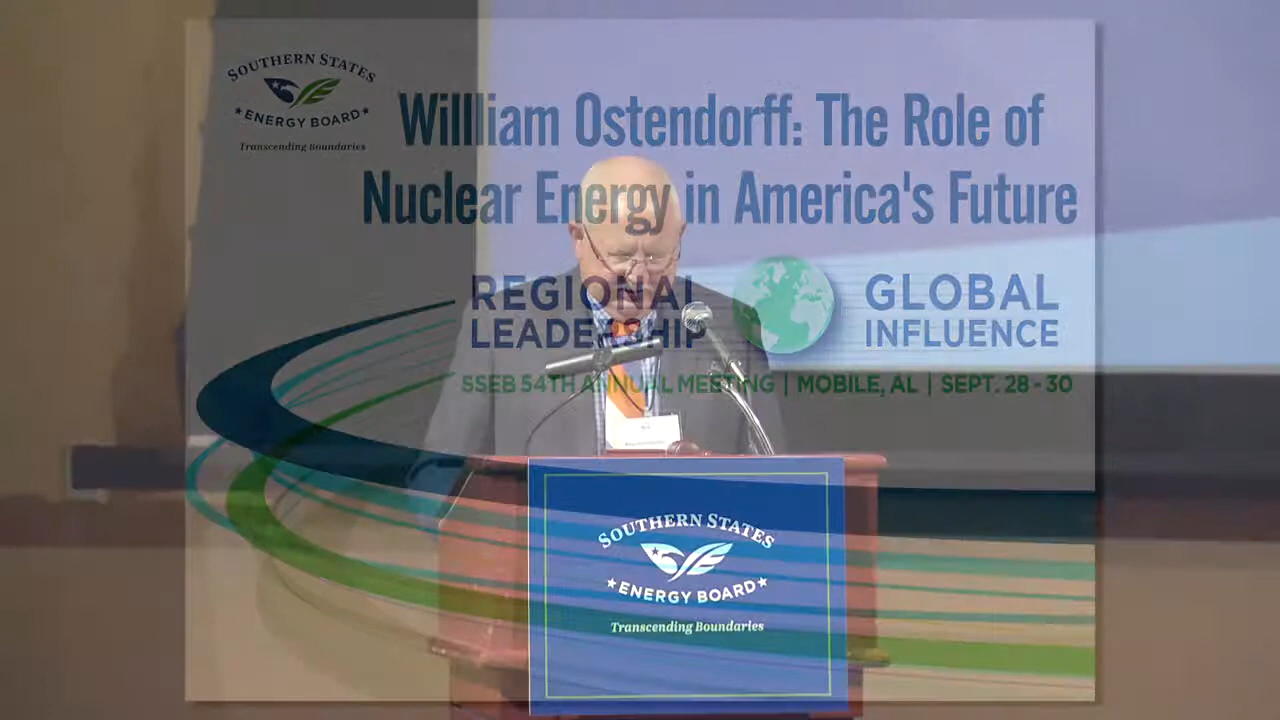 SOUTHERN STATES
ENERGY BOARD
Transcending Boundaries
William Ostendorff: The Role of
Nuclear Energy in America's Future
REGIONAL
LEADERSHIP
GLOBAL
INFLUENCE
SSEB 54TH ANNUAL MEETING | MOBILE, AL | SEPT. 28 - 30
SOUTHERN STATES
ENERGY BOARD
Transcending Boundaries